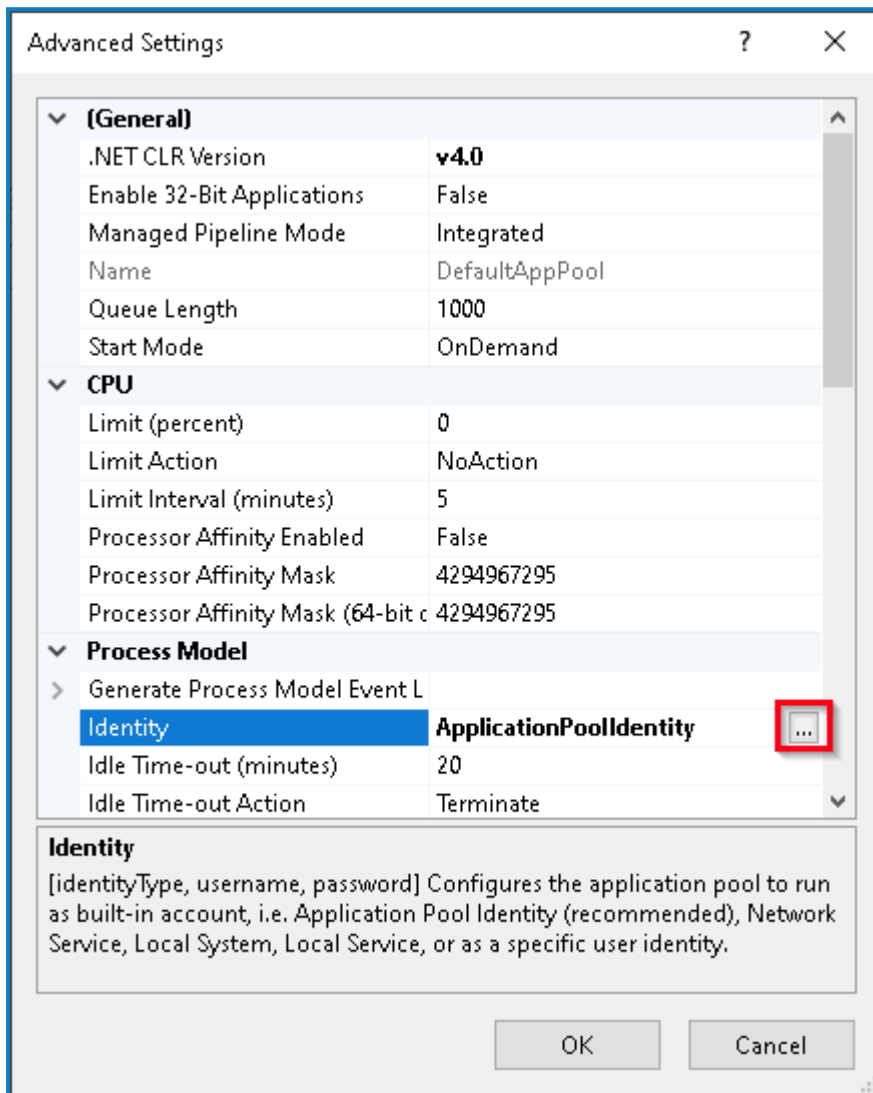 Advanced Settings ?
(General)
.NET CLR Version v4.0
Enable 32-Bit Applications False
Managed Pipeline Mode Integrated
Name DefaultAppPool
Queue Length 1000
Start Mode OnDemand
CPU
Limit (percent) 0
Limit Action NoAction
Limit Interval (minutes) 5
Processor Affinity Enabled False
Processor Affinity Mask 4294967295
Processor Affinity Mask (64-bit c 4294967295
Process Model
Generate Process Model Event L
Identity ApplicationPoolIdentity ...
Idle Time-out (minutes) 20
Idle Time-out Action Terminate
Identity
[identityType, username, password] Configures the application pool to run
as built-in account, i.e. Application Pool Identity (recommended), Network
Service, Local System, Local Service, or as a specific user identity.
OK Cancel